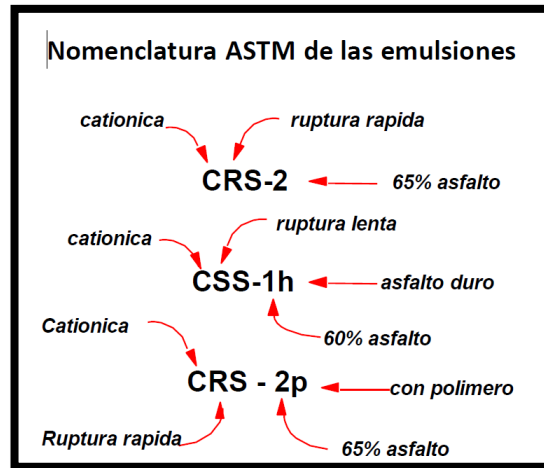 Nomenclatura ASTM de las emulsiones
cationica
ruptura rapida
CRS-2
65% asfalto
cationica
ruptura lenta
CSS-1h
asfalto duro
60% asfalto
Cationica
CRS - 2p
con polimero
Ruptura rapida
65% asfalto